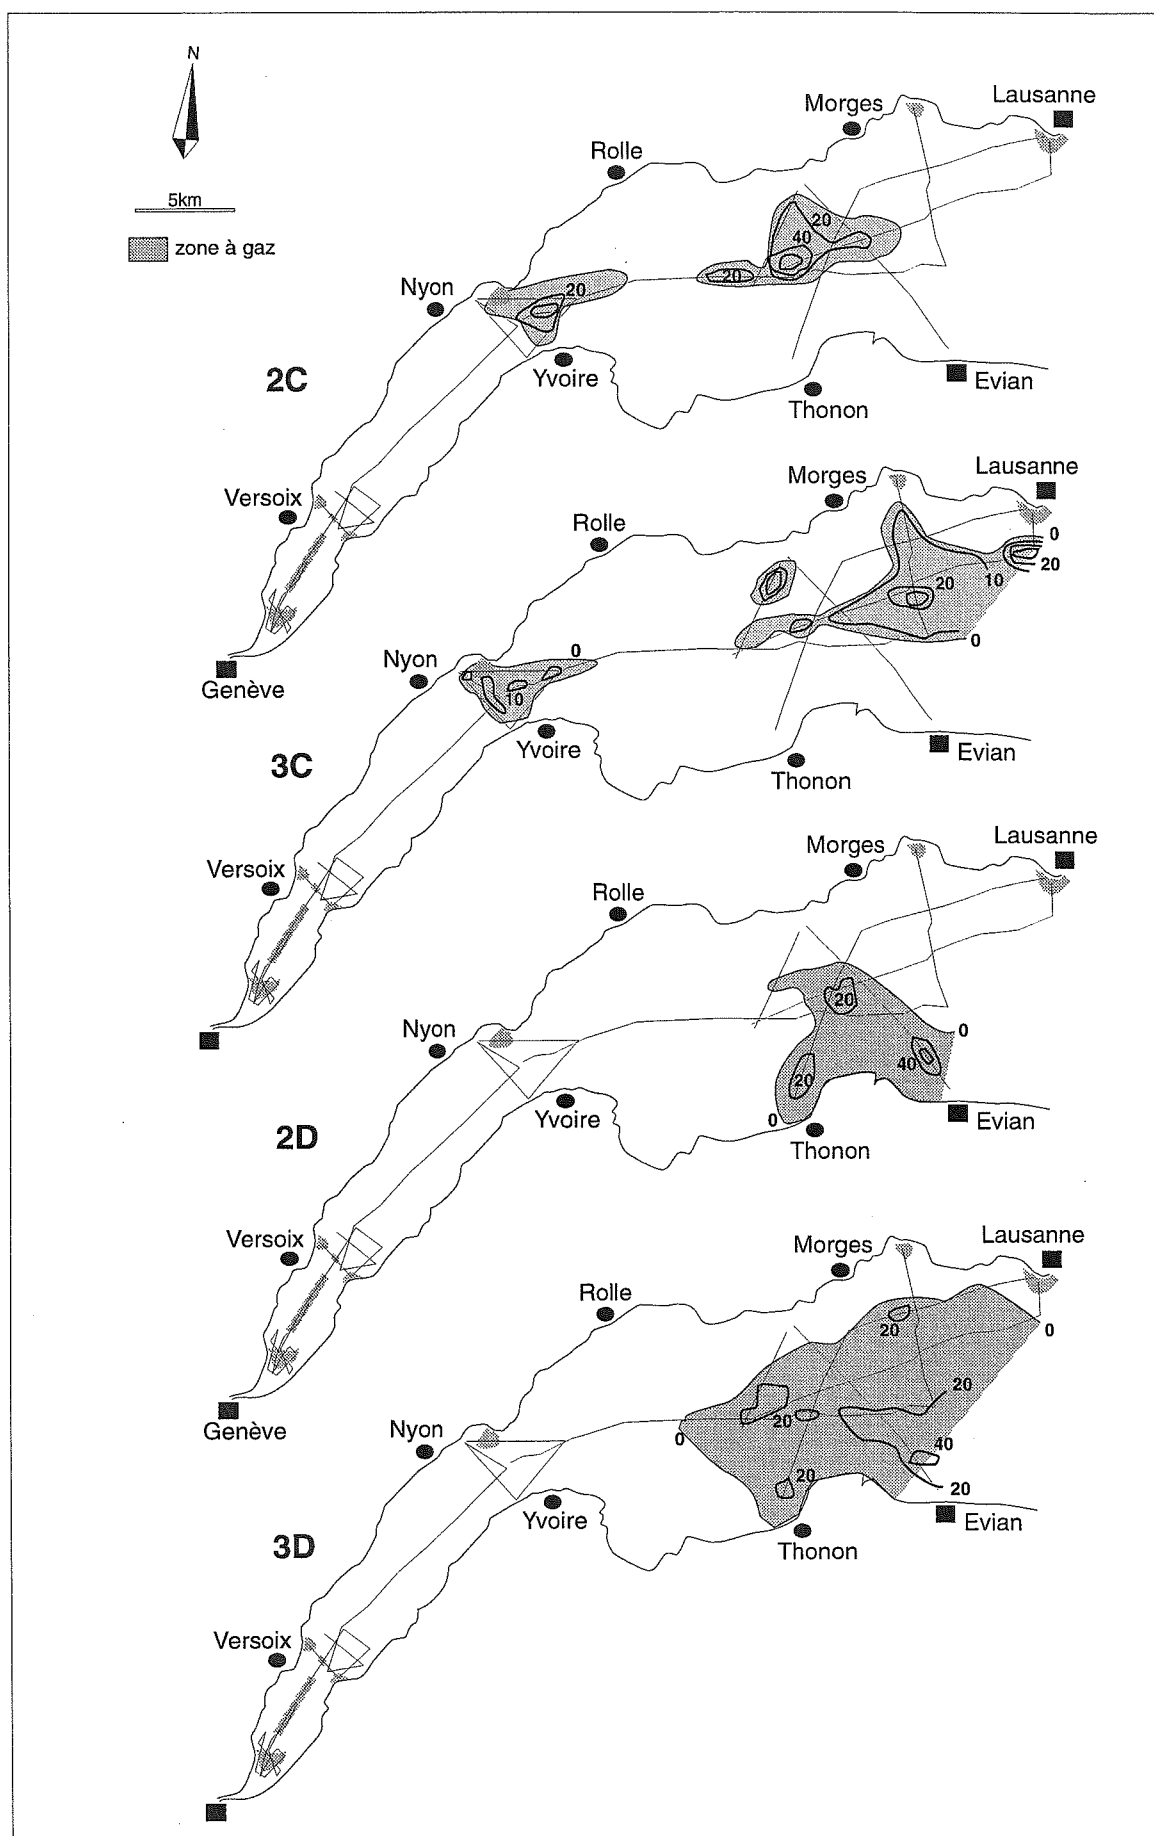 N
5km
zone à gaz
Lausanne
Morges
Rolle
20
40
20
Nyon
20
2C
Yvoire
Evian
Thonon
Versoix
Genève
Lausanne
Morges
Rolle
0
20
20
10
0
0
Nyon
10
3C
Yvoire
Evian
Thonon
Versoix
Lausanne
Morges
Rolle
20
0
Nyon
40
20
0
2D
Yvoire
Evian
Thonon
Versoix
Genève
Lausanne
Morges
Rolle
20
0
20
20
0
Nyon
40
20
20
3D
Yvoire
Evian
Thonon
Versoix